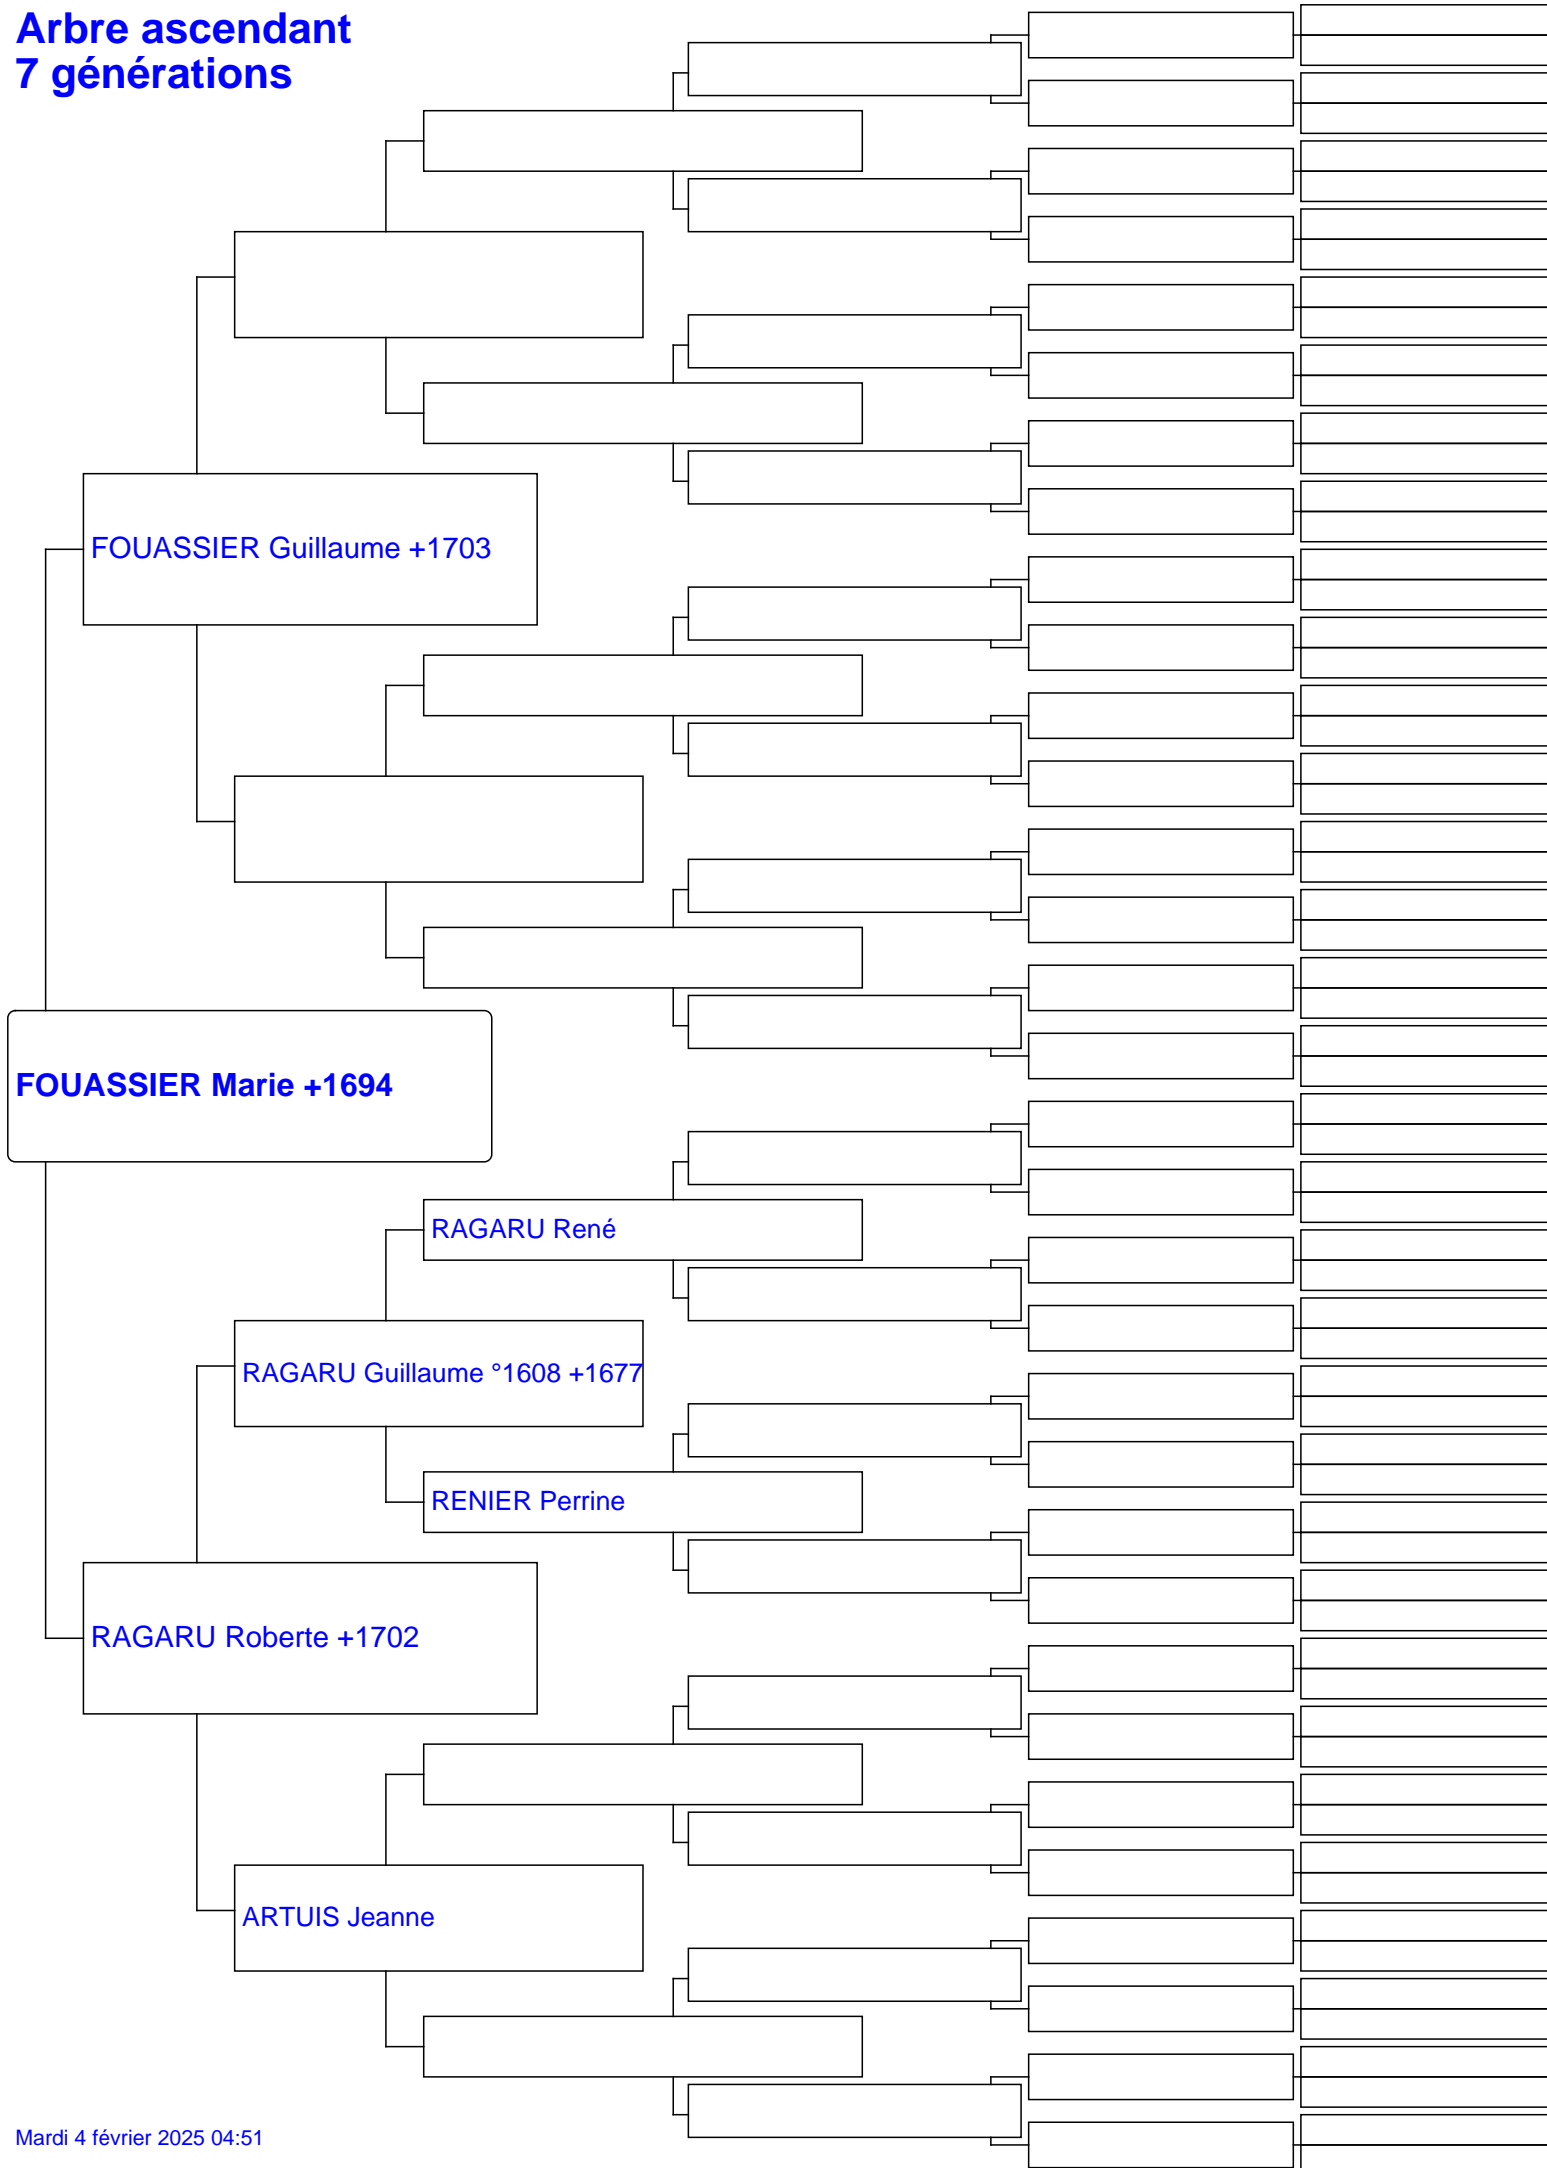 Arbre ascendant
7 générations
FOUASSIER Guillaume +1703
FOUASSIER Marie +1694
RAGARU René
RAGARU Guillaume °1608 +1677
RENIER Perrine
RAGARU Roberte +1702
ARTUIS Jeanne
Mardi 4 février 2025 04:51